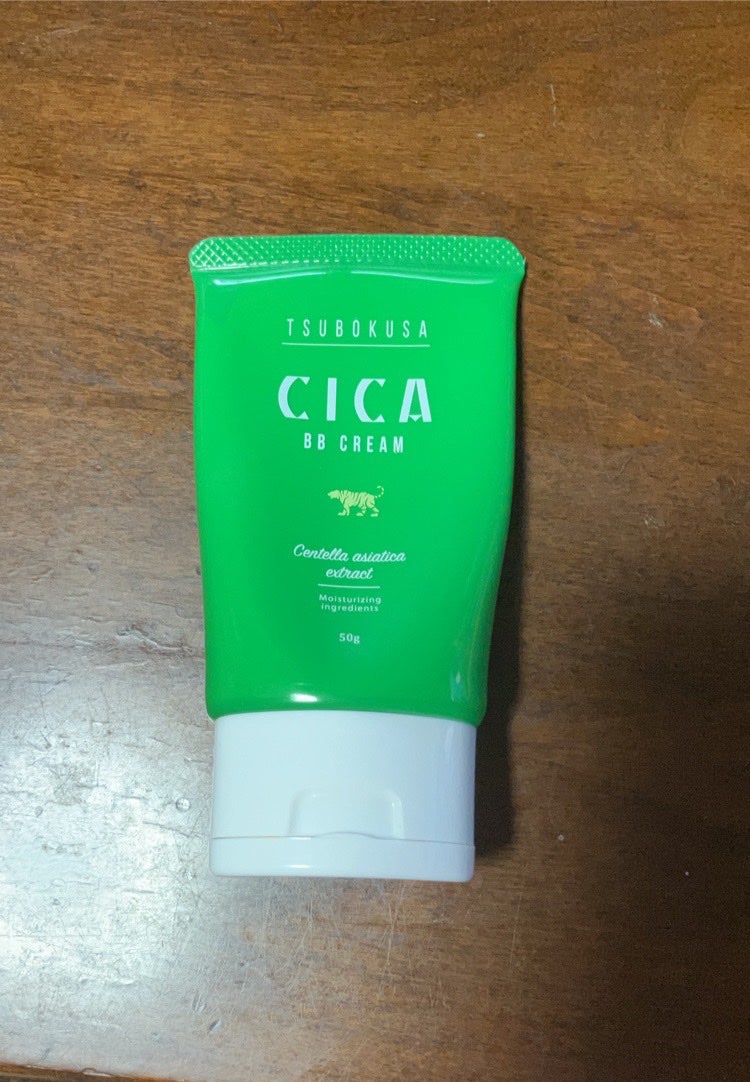 TSUBOKUSA
CICA
BB CREAM
Centella asiatica
extract
Moisturizing
ingredients
50g